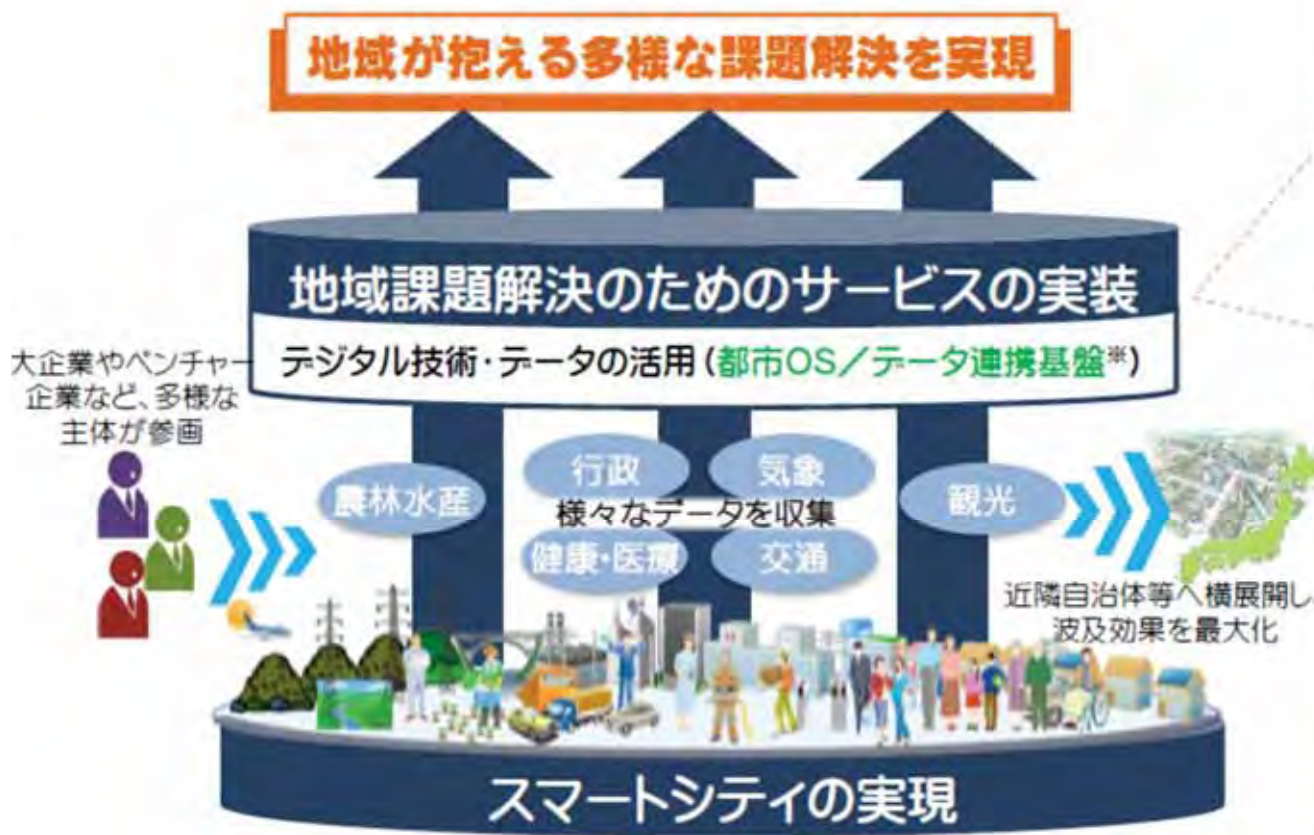 地域が抱える多様な課題解決を実現
地域課題解決のためのサービスの実装
デジタル技術・データの活用(都市OS/データ連携基盤※)
大企業やベンチャー
企業など、多様な
主体が参画
農林水産
行政
気象
観光
様々なデータを収集
健康・医療
交通
近隣自治体等へ横展開し、
波及効果を最大化
スマートシティの実現